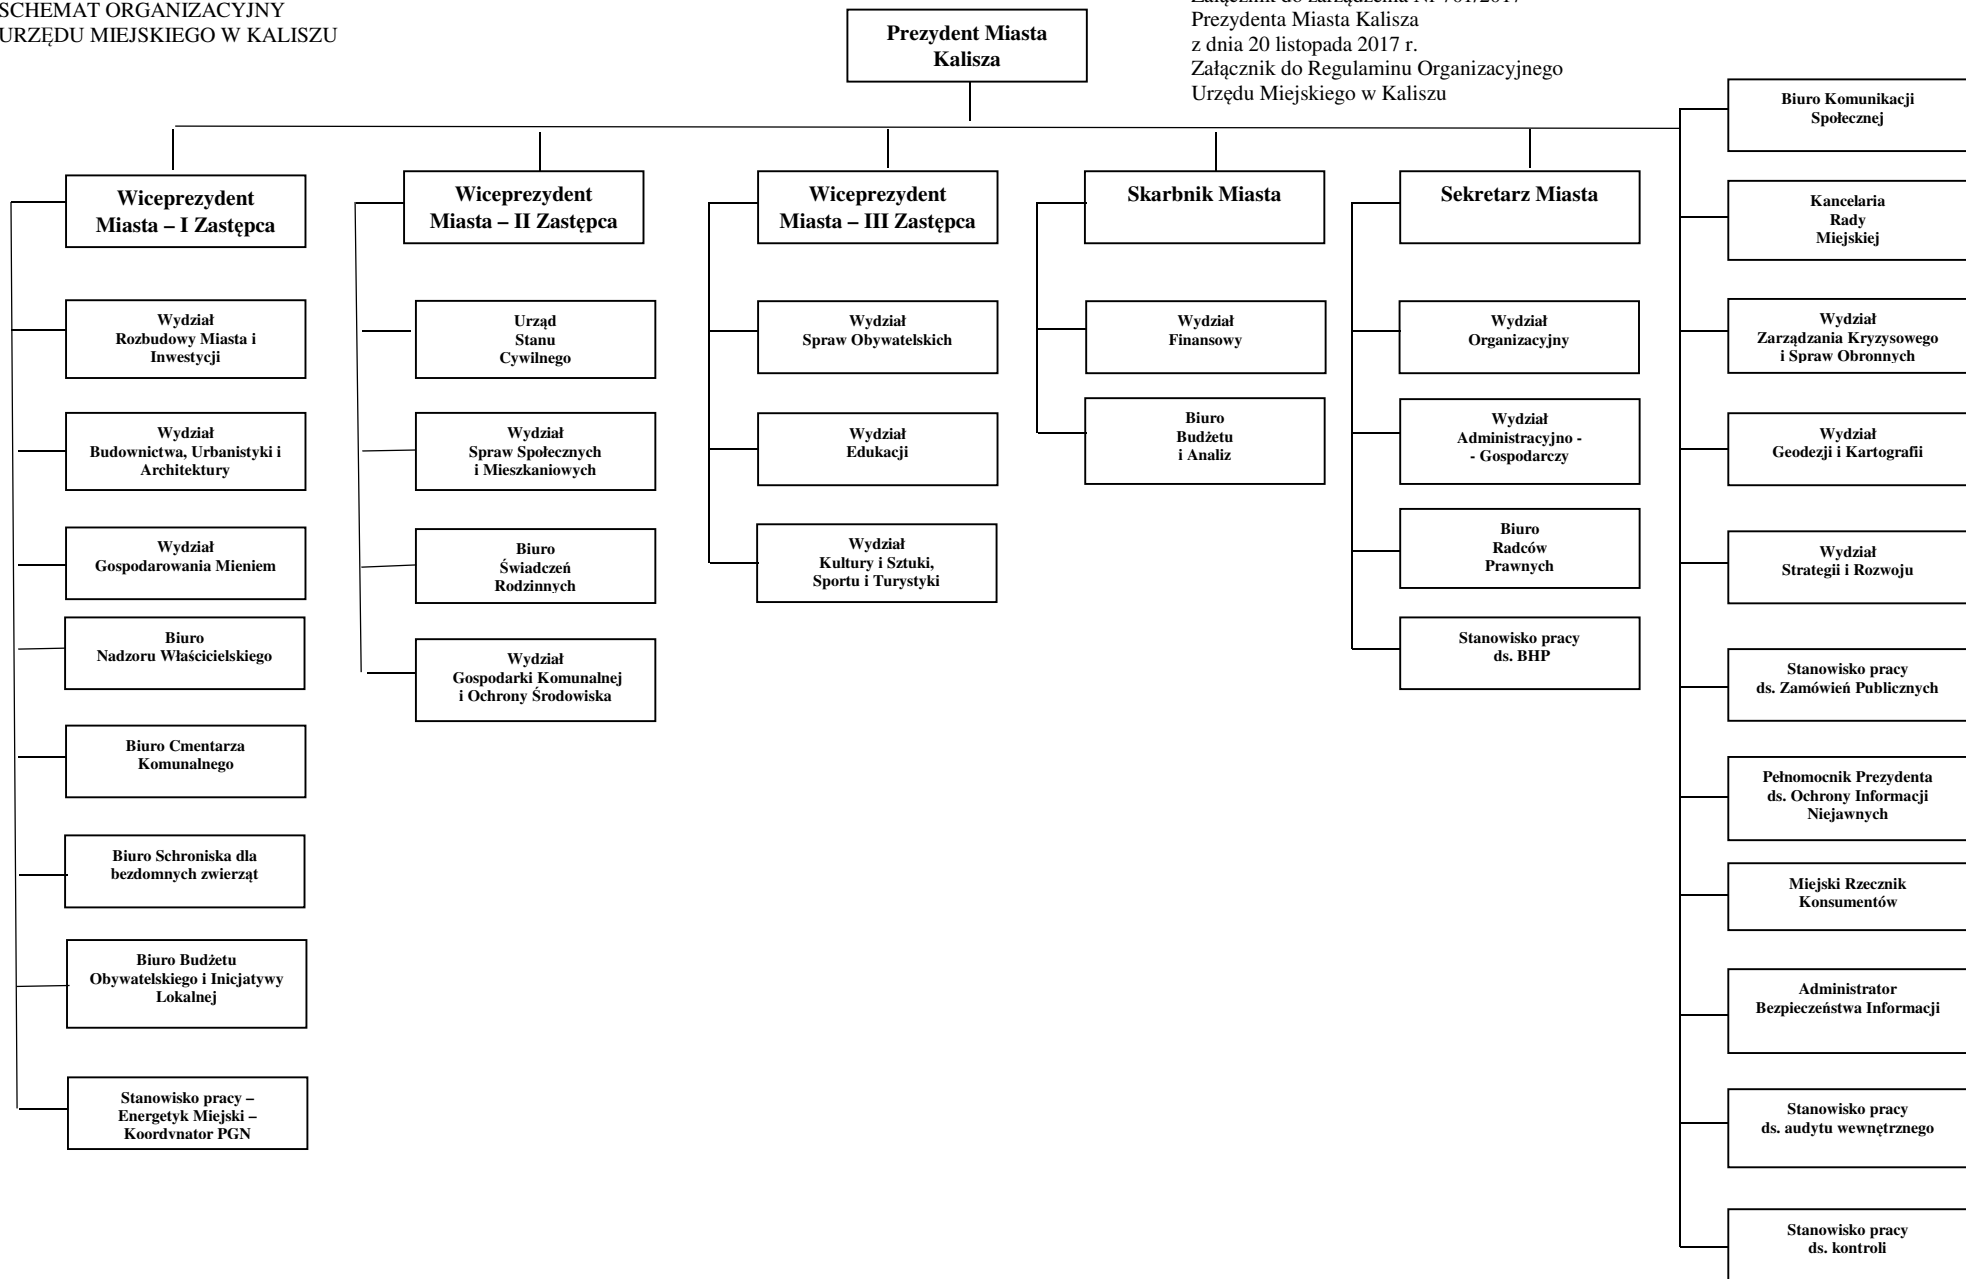 SCHEMAT ORGANIZACYJNY
URZĘDU MIEJSKIEGO W KALISZU
Załącznik do zarządzenia Nr 701/2017
Prezydenta Miasta Kalisza
z dnia 20 listopada 2017 r.
Załącznik do Regulaminu Organizacyjnego
Urzędu Miejskiego w Kaliszu
Prezydent Miasta
Kalisza
Wiceprezydent
Miasta – I Zastępca
Wydział
Rozbudowy Miasta i
Inwestycji
Wydział
Budownictwa, Urbanistyki i
Architektury
Wydział
Gospodarowania Mieniem
Biuro
Nadzoru Właścicielskiego
Biuro Cmentarza
Komunalnego
Biuro Schroniska dla
bezdomnych zwierząt
Biuro Budżetu
Obywatelskiego i Inicjatywy
Lokalnej
Stanowisko pracy –
Energetyk Miejski –
Koordynator PGN
Wiceprezydent
Miasta – II Zastępca
Urząd
Stanu
Cywilnego
Wydział
Spraw Społecznych
i Mieszkaniowych
Biuro
Świadczeń
Rodzinnych
Wydział
Gospodarki Komunalnej
i Ochrony Środowiska
Wiceprezydent
Miasta – III Zastępca
Wydział
Spraw Obywatelskich
Wydział
Edukacji
Wydział
Kultury i Sztuki,
Sportu i Turystyki
Skarbnik Miasta
Wydział
Finansowy
Biuro
Budżetu
i Analiz
Sekretarz Miasta
Wydział
Organizacyjny
Wydział
Administracyjno -
- Gospodarczy
Biuro
Radców
Prawnych
Stanowisko pracy
ds. BHP
Biuro Komunikacji
Społecznej
Kancelaria
Rady
Miejskiej
Wydział
Zarządzania Kryzysowego
i Spraw Obronnych
Wydział
Geodezji i Kartografii
Wydział
Strategii i Rozwoju
Stanowisko pracy
ds. Zamówień Publicznych
Pełnomocnik Prezydenta
ds. Ochrony Informacji
Niejawnych
Miejski Rzecznik
Konsumentów
Administrator
Bezpieczeństwa Informacji
Stanowisko pracy
ds. audytu wewnętrznego
Stanowisko pracy
ds. kontroli